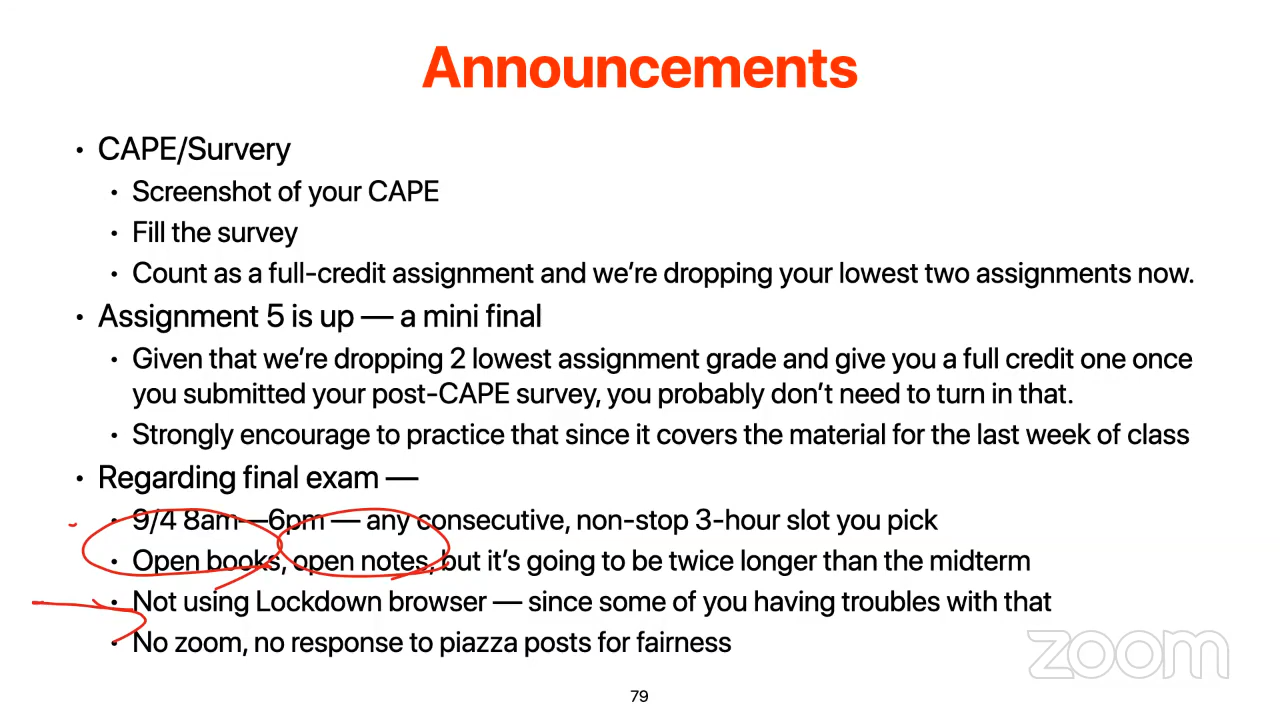 Announcements
• CAPE/Survery
• Screenshot of your CAPE
• Fill the survey
• Count as a full-credit assignment and we’re dropping your lowest two assignments now.
• Assignment 5 is up — a mini final
• Given that we’re dropping 2 lowest assignment grade and give you a full credit one once
you submitted your post-CAPE survey, you probably don’t need to turn in that.
• Strongly encourage to practice that since it covers the material for the last week of class
• Regarding final exam —
• 9/4 8am—6pm — any consecutive, non-stop 3-hour slot you pick
• Open books, open notes, but it’s going to be twice longer than the midterm
• Not using Lockdown browser — since some of you having troubles with that
• No zoom, no response to piazza posts for fairness
zoom
79